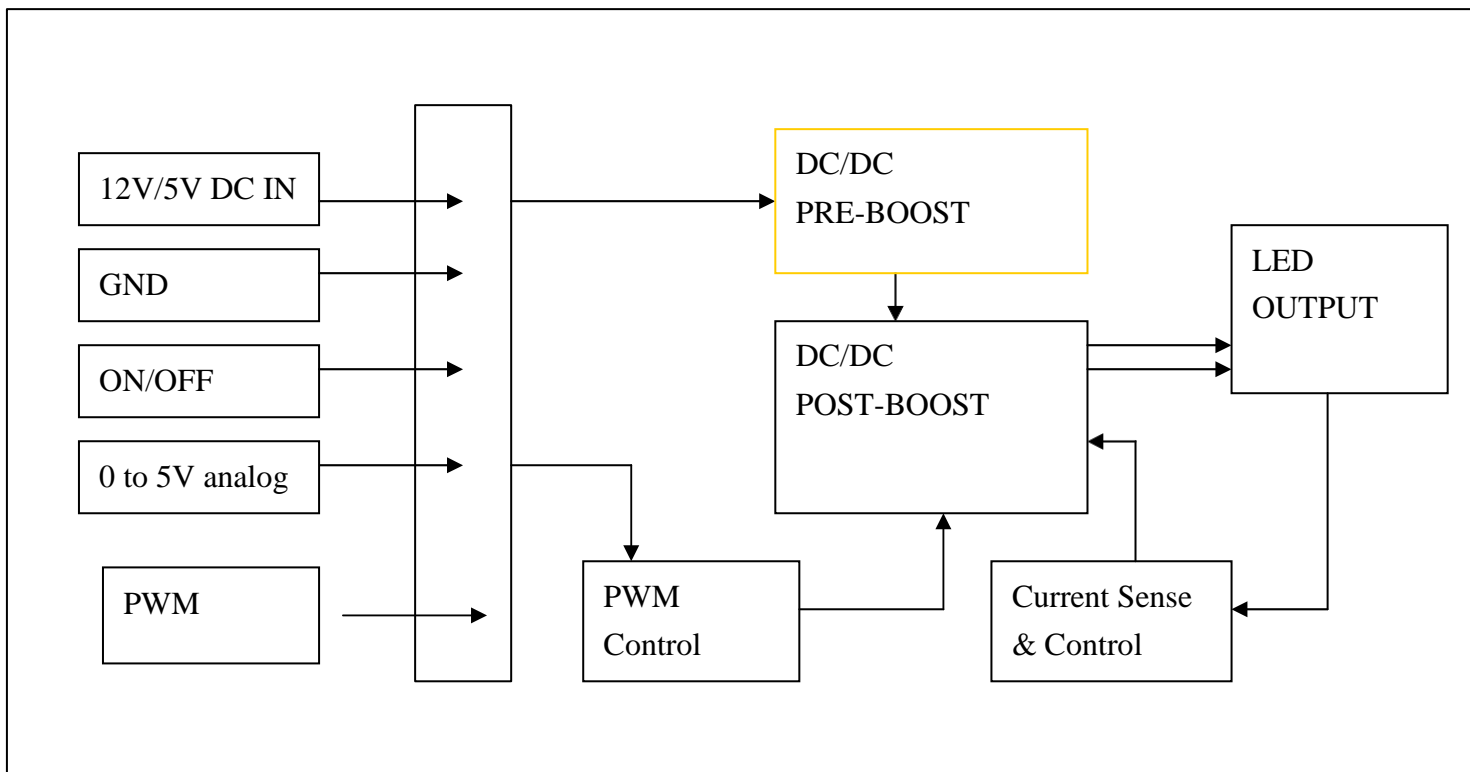 12V/5V DC IN
GND
ON/OFF
0 to 5V analog
PWM
DC/DC
PRE-BOOST
DC/DC
POST-BOOST
LED
OUTPUT
PWM
Control
Current Sense
& Control